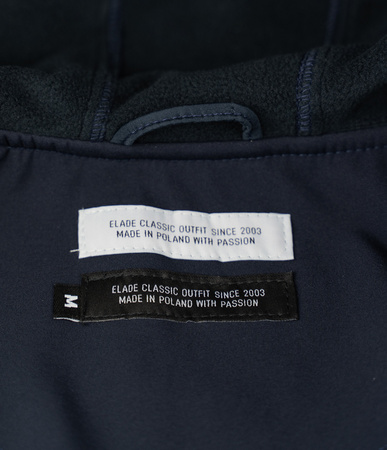 ELADE CLASSIC OUTFIT SINCE 2003
MADE IN POLAND WITH PASSION
ELADE CLASSIC OUTFIT SINCE 2003
MADE IN POLAND WITH PASSION
M